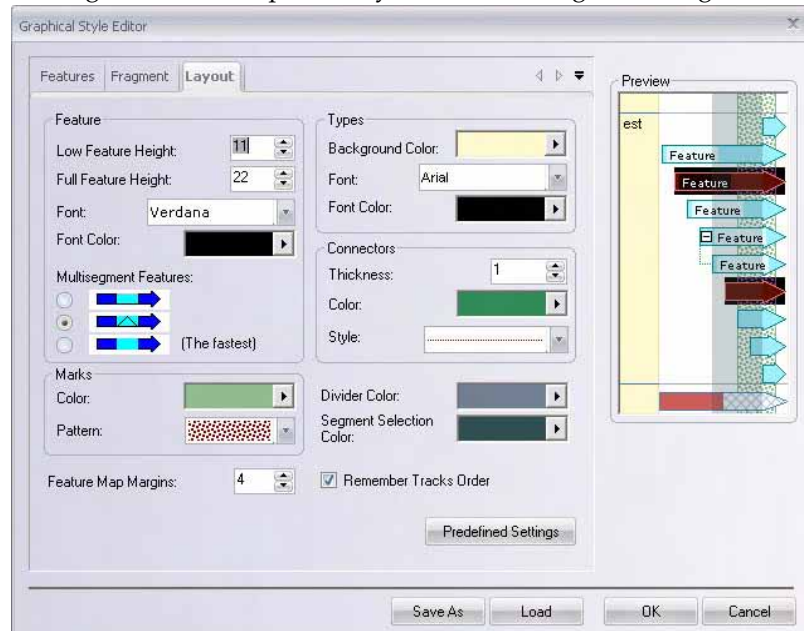 Graphical Style Editor
Features Fragment Layout
Feature
Low Feature Height: 11
Full Feature Height: 22
Font: Verdana
Font Color:
Multisegment Features:
(The fastest)
Marks
Color:
Pattern:
Feature Map Margins: 4
Types
Background Color:
Font: Arial
Font Color:
Connectors
Thickness: 1
Color:
Style:
Divider Color:
Segment Selection
Color:
Remember Tracks Order
Predefined Settings
Preview
est
Feature
Feature
Feature
Feature
Feature
Save As Load OK Cancel